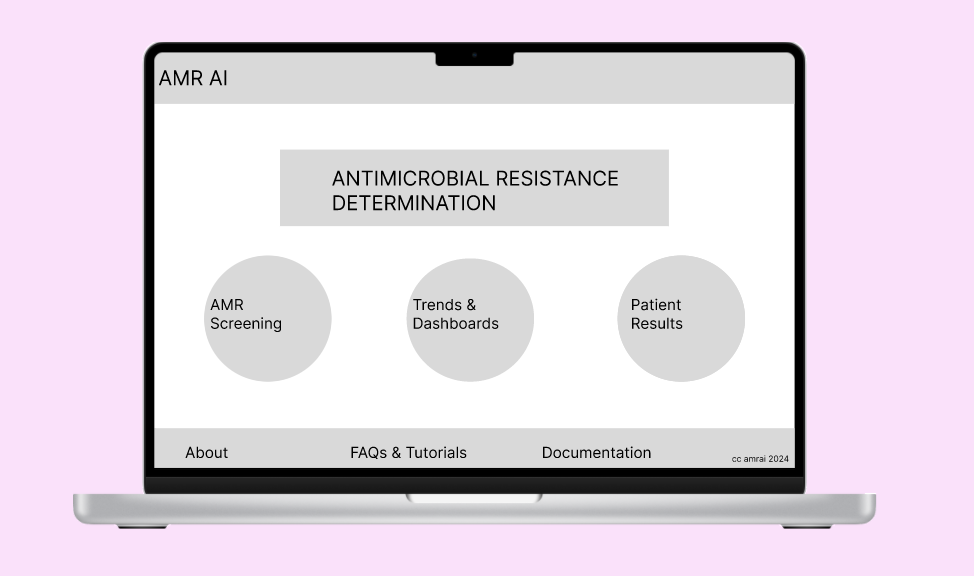 AMR AI
ANTIMICROBIAL RESISTANCE
DETERMINATION
AMR
Screening
Trends &
Dashboards
Patient
Results
About
FAQs & Tutorials
Documentation
cc amrai 2024